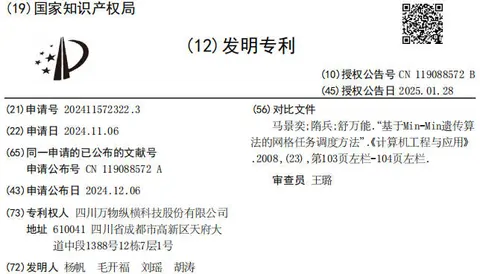 (19)国家知识产权局
(12)发明专利
(10)授权公告号 CN 119088572 B
(45)授权公告日 2025.01.28
(21)申请号 202411572322.3
(22)申请日 2024.11.06
(65)同一申请的已公布的文献号
申请公布号 CN 119088572 A
(43)申请公布日 2024.12.06
(73)专利权人 四川万物纵横科技股份有限公司
地址 610041 四川省成都市高新区天府大
道中段1388号12栋7层1号
(72)发明人 杨帆 毛开福 刘瑶 胡涛
(56)对比文件
马景奕;隋兵;舒万能.“基于Min-Min遗传算
法的网格任务调度方法”.《计算机工程与应用》
.2008,(23),第103页左栏-104页左栏.
审查员 王璐